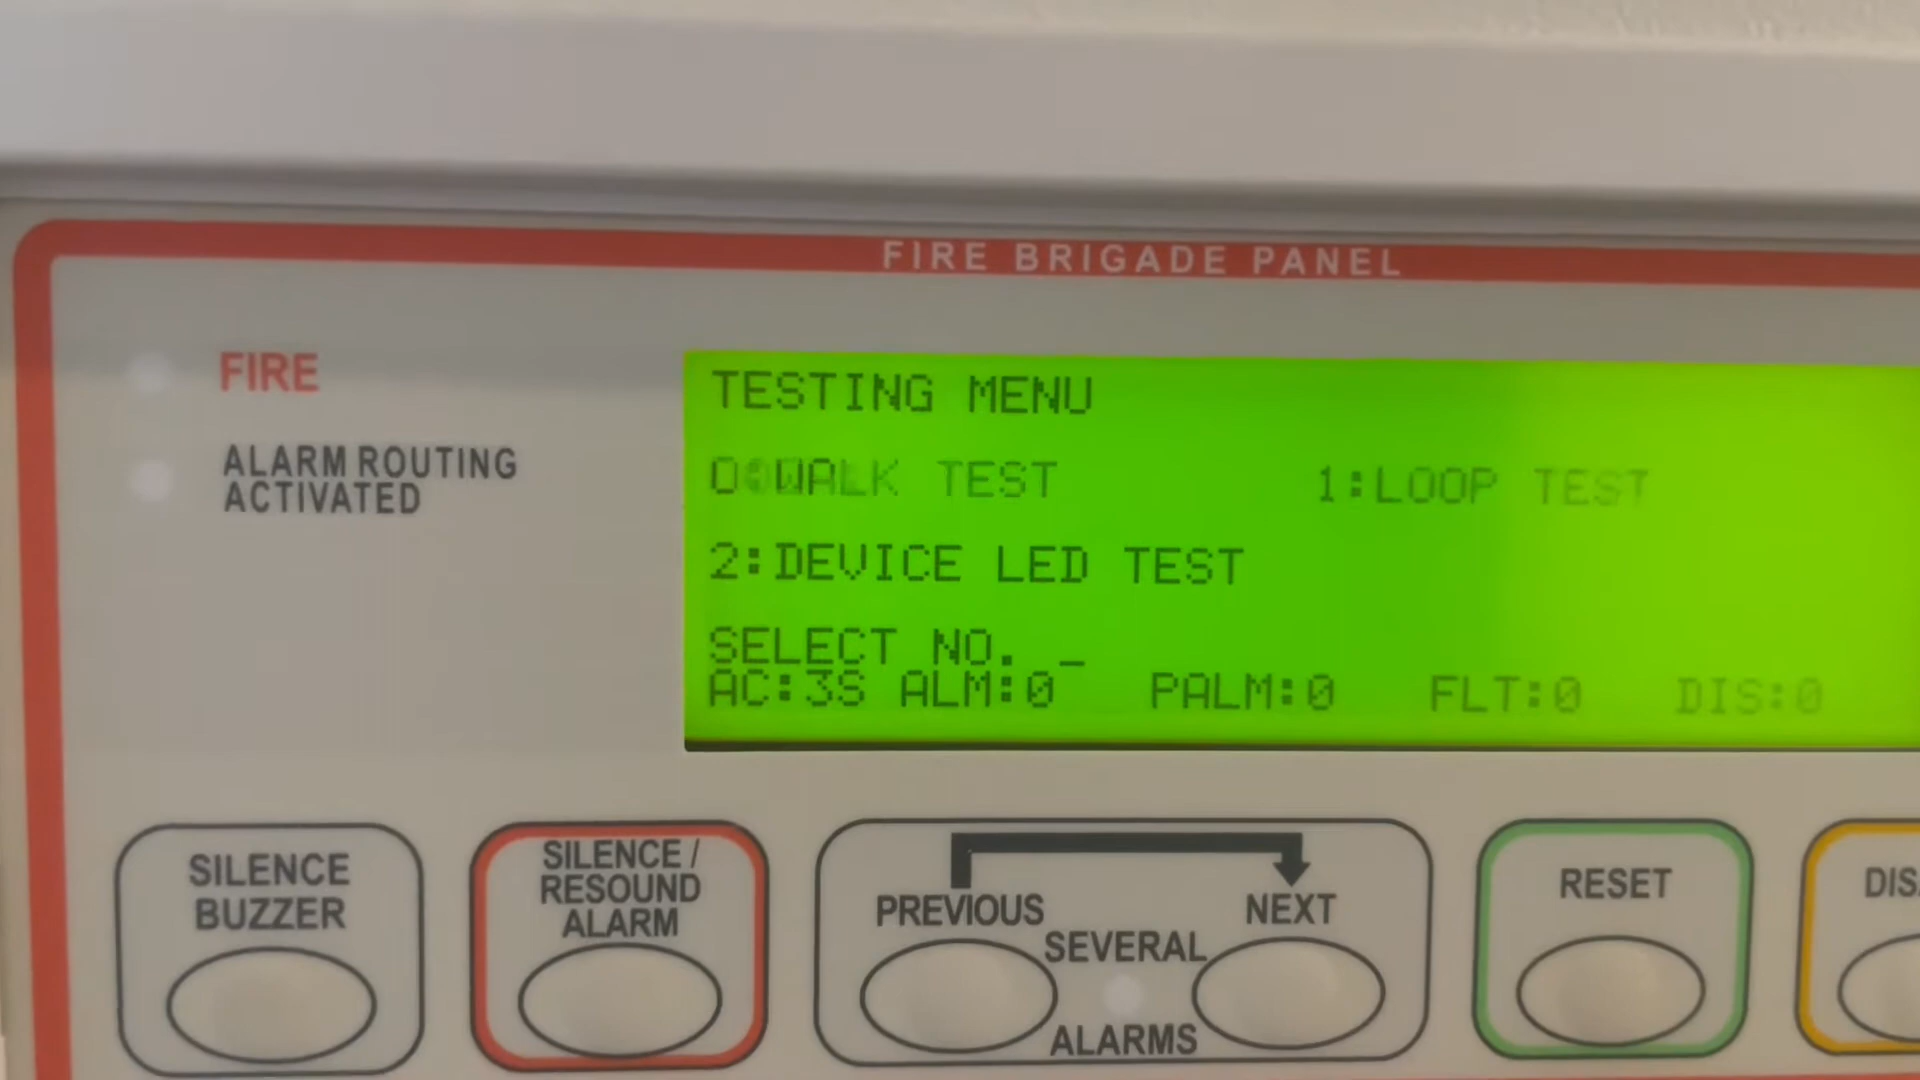 FIRE BRIGADE PANEL
FIRE
ALARM ROUTING
ACTIVATED
TESTING MENU
0:WALK TEST 1:LOOP TEST
2:DEVICE LED TEST
SELECT NO. _
AC:3S ALM:0 PALM:0 FLT:0 DIS:0
SILENCE
BUZZER
SILENCE /
RESOUND
ALARM
PREVIOUS
NEXT
SEVERAL
ALARMS
RESET